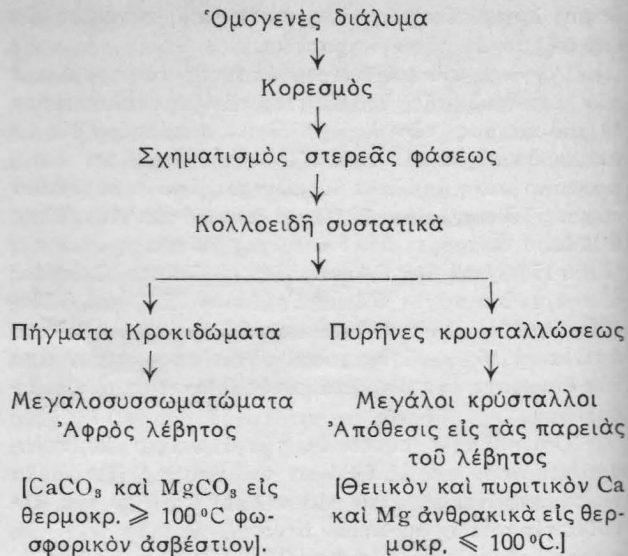 Ὁμογενὲς διάλυμα
Κορεσμὸς
Σχηματισμὸς στερεᾶς φάσεως
Κολλοειδῆ συστατικὰ
Πήγματα Κροκιδώματα
Μεγαλοσυσσωματώματα
Ἀφρὸς λέβητος
[CaCO₃ καὶ MgCO₃ εἰς
θερμοκρ. ⩾ 100°C φω-
σφορικὸν ἀσβέστιον].
Πυρῆνες κρυσταλλώσεως
Μεγάλοι κρύσταλλοι
Ἀπόθεσις εἰς τὰς παρειὰς
τοῦ λέβητος
[Θειικὸν καὶ πυριτικὸν Ca
καὶ Mg ἀνθρακικὰ εἰς θερ-
μοκρ. ⩽ 100°C.]